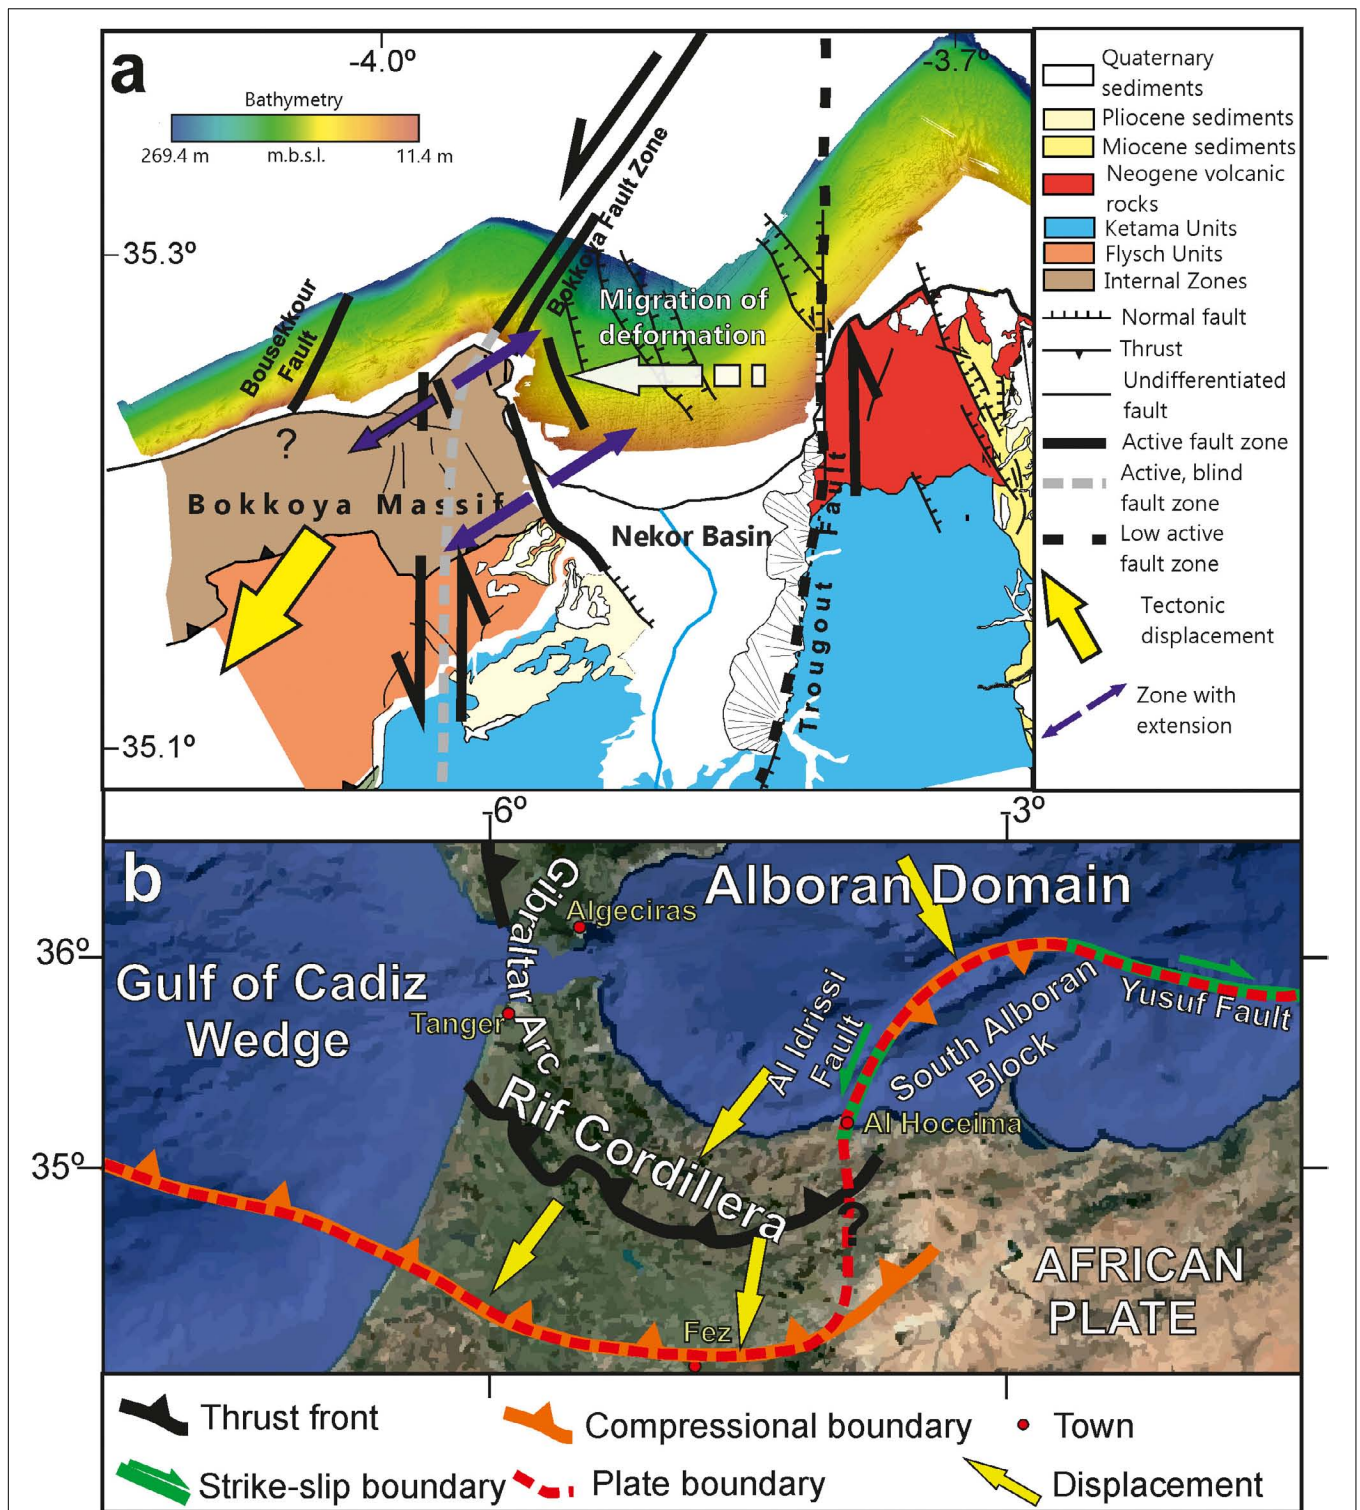 a
-4.0º
-3.7º
Bathymetry
269.4 m
m.b.s.l.
11.4 m
Bokkoya Fault Zone
35.3º
Bousekkour
Fault
Migration of
deformation
?
Bokkoya Massif
Nekor Basin
Trougout Fault
35.1º
Quaternary
sediments
Pliocene sediments
Miocene sediments
Neogene volcanic
rocks
Ketama Units
Flysch Units
Internal Zones
Normal fault
Thrust
Undifferentiated
fault
Active fault zone
Active, blind
fault zone
Low active
fault zone
Tectonic
displacement
Zone with
extension
-6º
-3º
b
Gibraltar Arc
Algeciras
Alboran Domain
36º
Gulf of Cadiz
Wedge
Tanger
Al Idrissi
Fault
South Alboran
Block
Yusuf Fault
Al Hoceima
Rif Cordillera
35º
?
AFRICAN
PLATE
Fez
Thrust front
Compressional boundary
Town
Strike-slip boundary
Plate boundary
Displacement